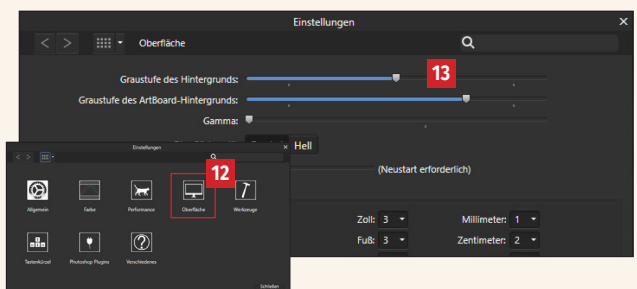 Einstellungen
Oberfläche
Graustufe des Hintergrunds:
13
Graustufe des ArtBoard-Hintergrunds:
Gamma:
Hell
(Neustart erforderlich)
Zoll: 3 Millimeter: 1
Fuß: 3 Zentimeter: 2
Einstellungen
12
Allgemein Farbe Performance Oberfläche Werkzeuge
Tastenkürzel Photoshop Plugins Verschiedenes
Schließen